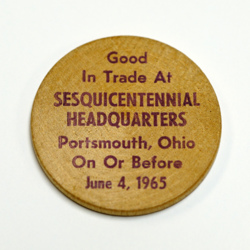 Good
In Trade At
SESQUICENTENNIAL
HEADQUARTERS
Portsmouth, Ohio
On Or Before
June 4, 1965